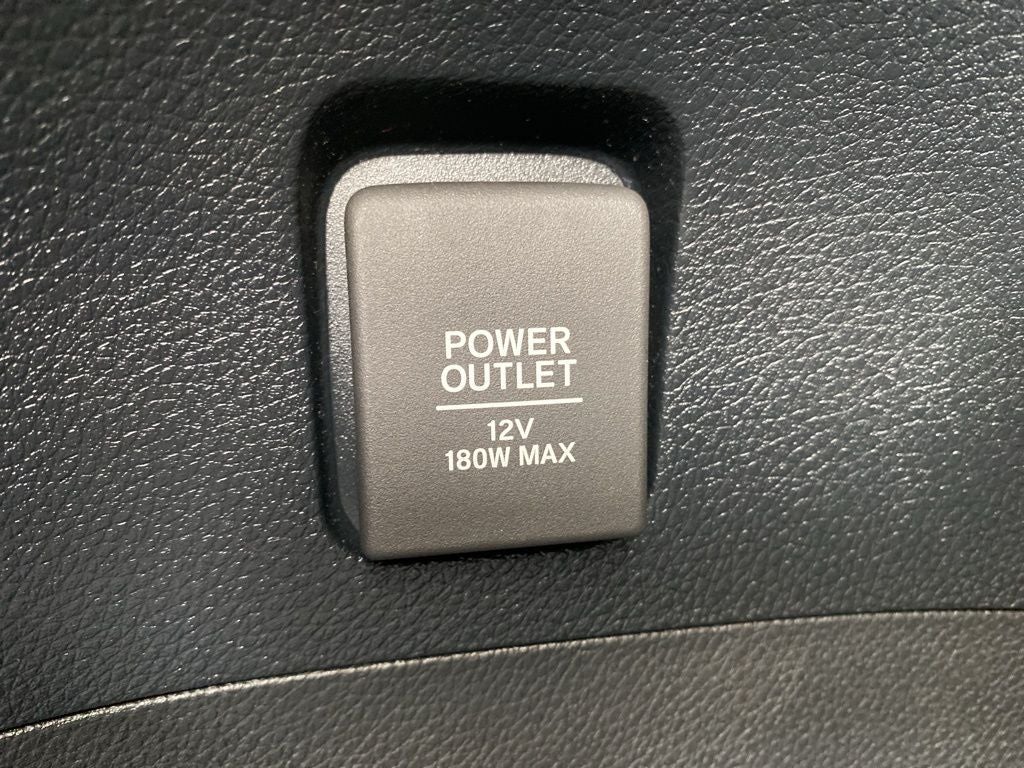 POWER
OUTLET
12V
180W MAX